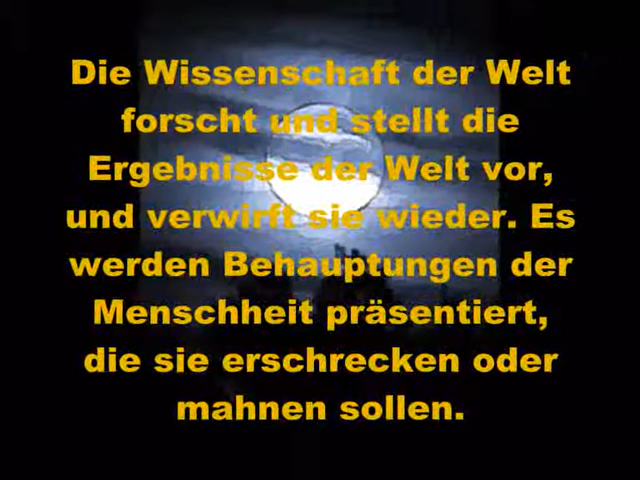 Die Wissenschaft der Welt
forscht und stellt die
Ergebnisse der Welt vor,
und verwirft sie wieder. Es
werden Behauptungen der
Menschheit präsentiert,
die sie erschrecken oder
mahnen sollen.